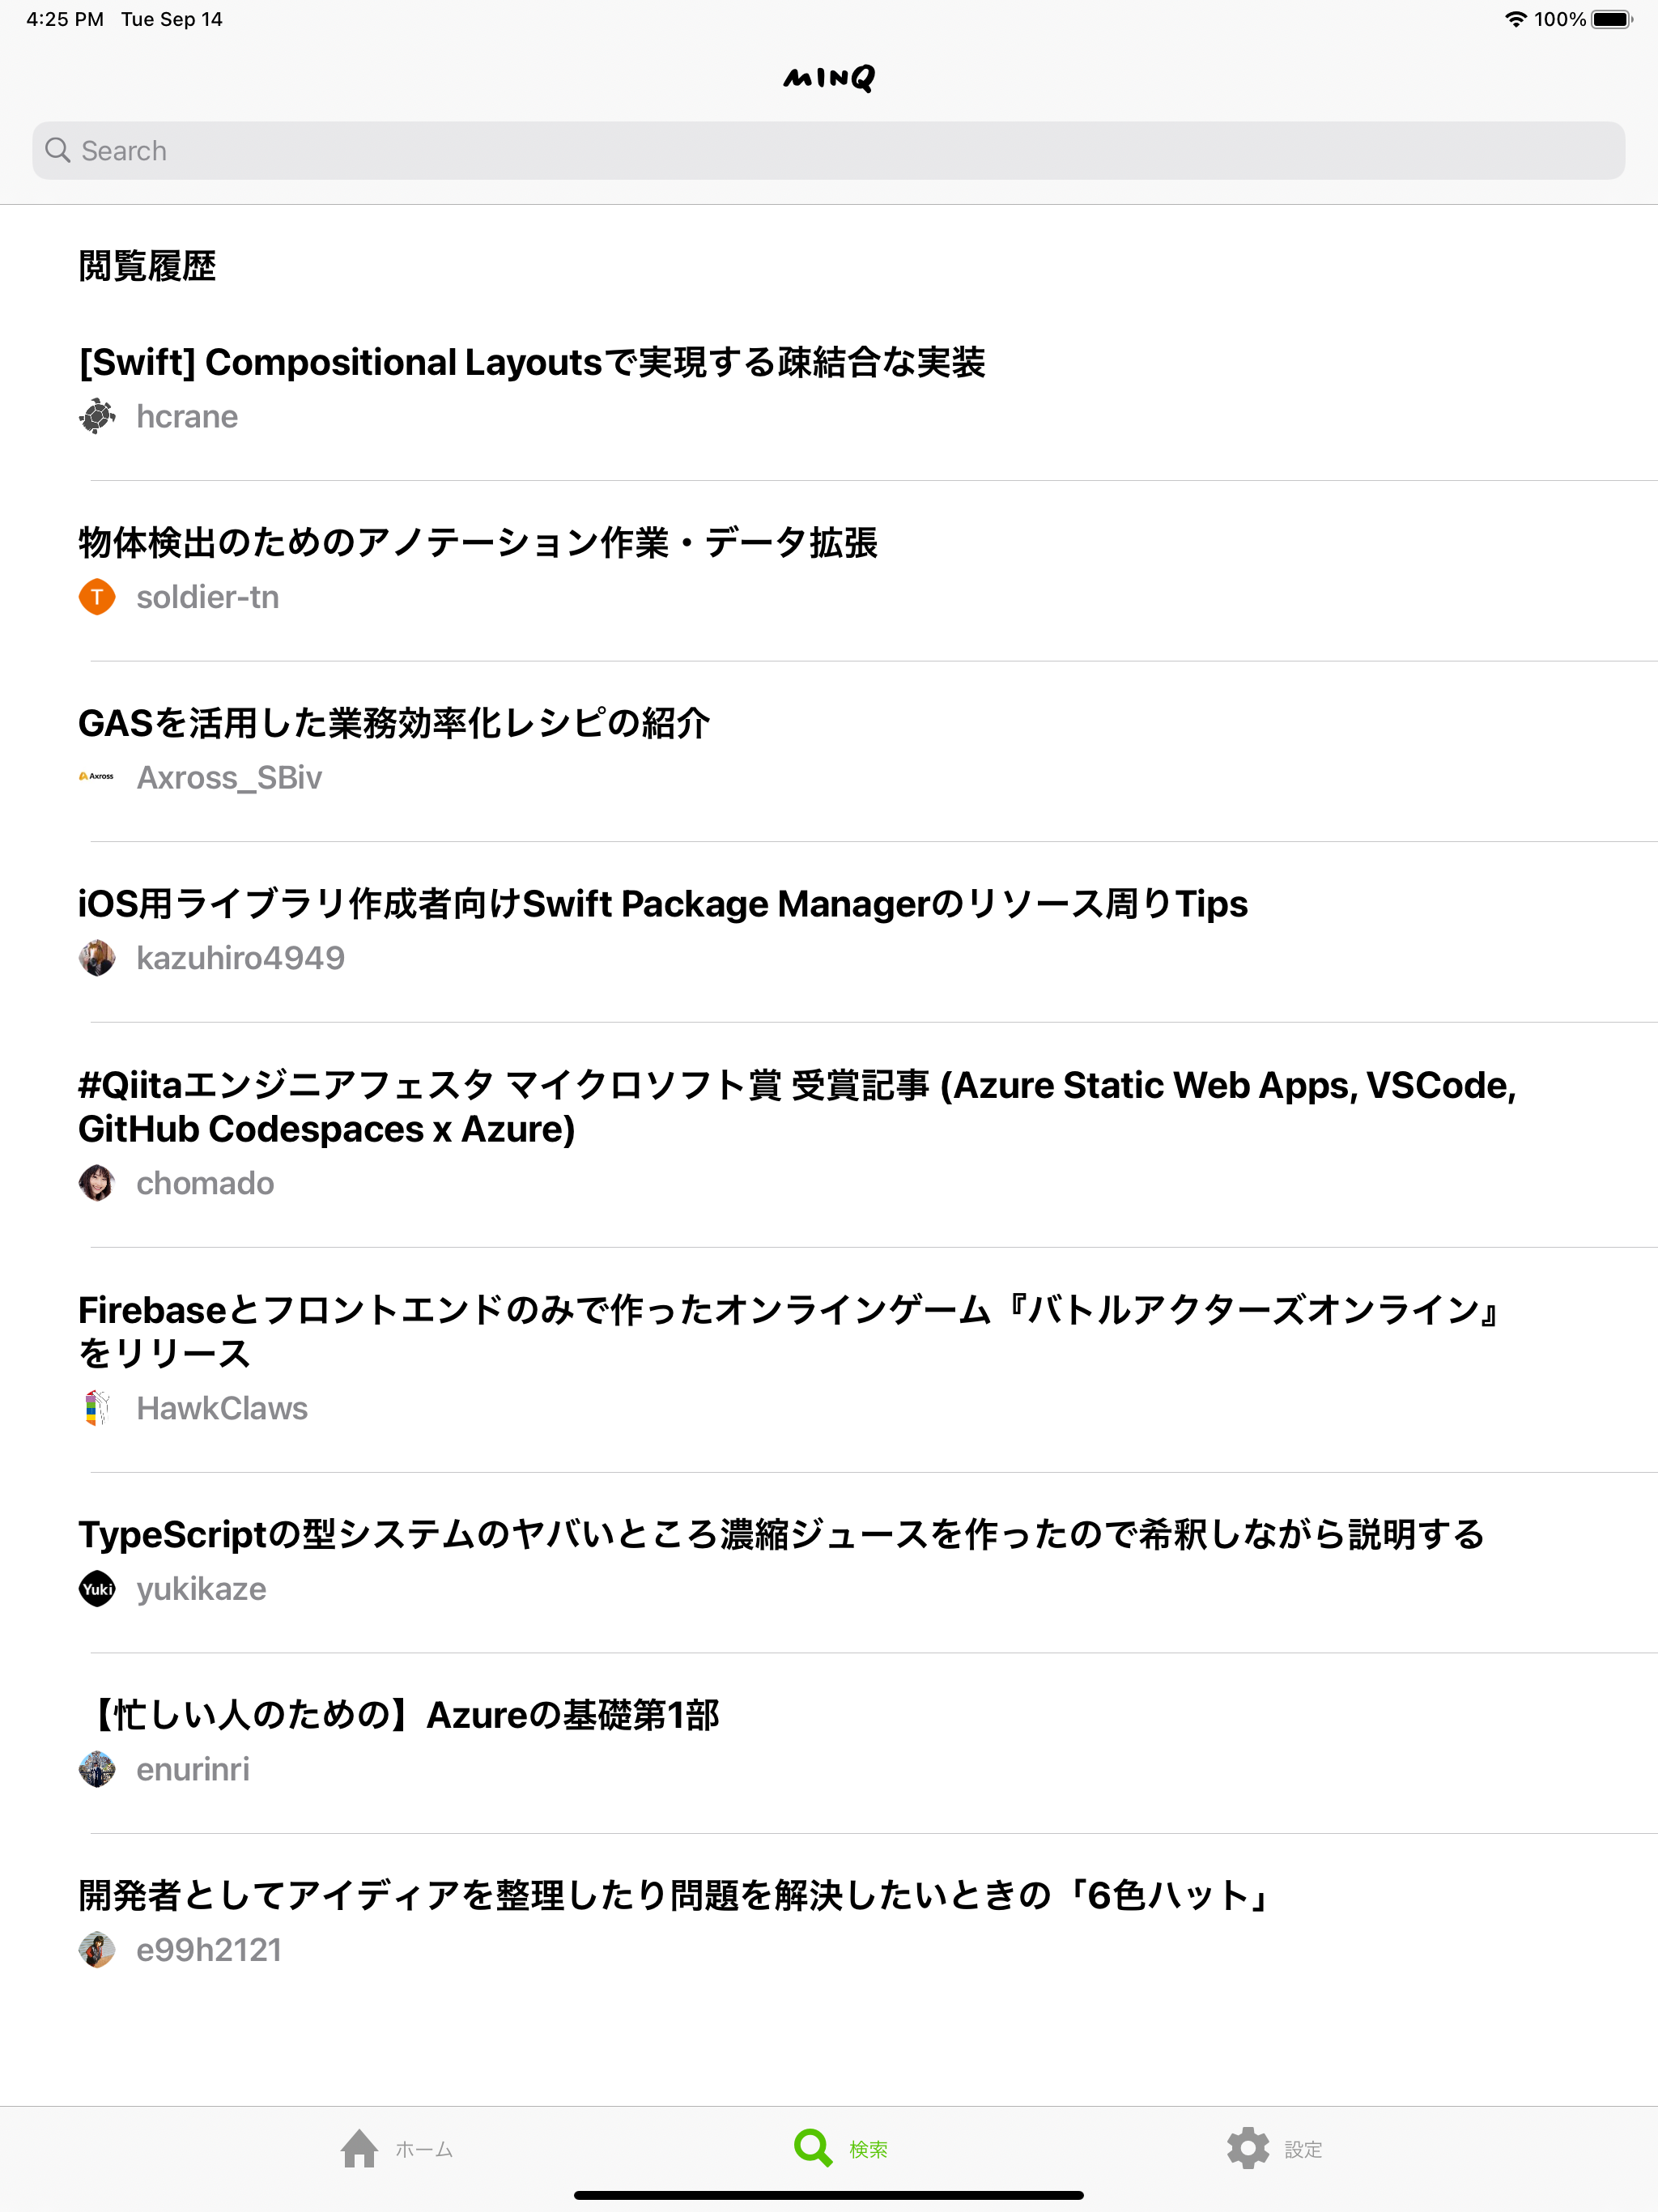 4:25 PM Tue Sep 14 100%
MINQ
Search
閲覧履歴
[Swift] Compositional Layoutsで実現する疎結合な実装
hcrane
物体検出のためのアノテーション作業・データ拡張
T soldier-tn
GASを活用した業務効率化レシピの紹介
Axross Axross_SBiv
iOS用ライブラリ作成者向けSwift Package Managerのリソース周りTips
kazuhiro4949
#Qiitaエンジニアフェスタ マイクロソフト賞 受賞記事 (Azure Static Web Apps, VSCode,
GitHub Codespaces x Azure)
chomado
Firebaseとフロントエンドのみで作ったオンラインゲーム『バトルアクターズオンライン』
をリリース
HawkClaws
TypeScriptの型システムのヤバいところ濃縮ジュースを作ったので希釈しながら説明する
Yuki yukikaze
【忙しい人のための】Azureの基礎第1部
enurinri
開発者としてアイディアを整理したり問題を解決したいときの「6色ハット」
e99h2121
ホーム 検索 設定